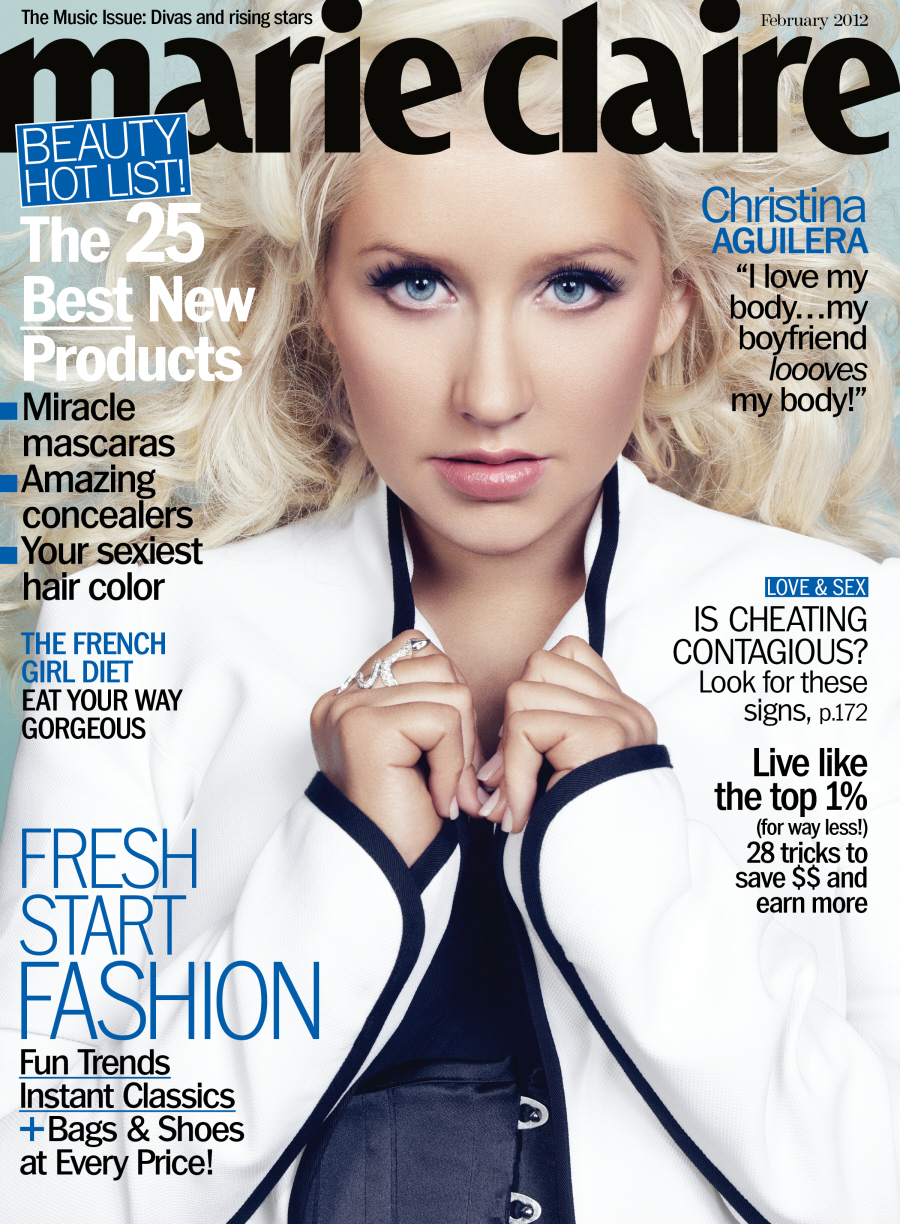 The Music Issue: Divas and rising stars
February 2012
marie claire
BEAUTY
HOT LIST!
The 25
Best New
Products
Miracle
mascaras
Amazing
concealers
Your sexiest
hair color
THE FRENCH
GIRL DIET
EAT YOUR WAY
GORGEOUS
FRESH
START
FASHION
Fun Trends
Instant Classics
+Bags & Shoes
at Every Price!
Christina
AGUILERA
“I love my
body...my
boyfriend
loooves
my body!”
LOVE & SEX
IS CHEATING
CONTAGIOUS?
Look for these
signs, p.172
Live like
the top 1%
(for way less!)
28 tricks to
save $$ and
earn more